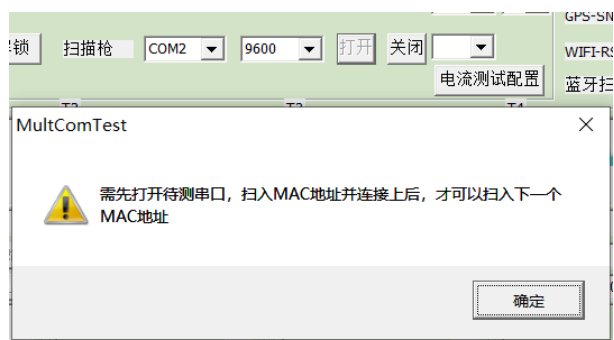 GPS-SN
锁 扫描枪 COM2 9600 打开 关闭 WIFI-RS
电流测试配置 蓝牙扫
T2 T3 T4
MultComTest
需先打开待测串口，扫入MAC地址并连接上后，才可以扫入下一个
MAC地址
确定